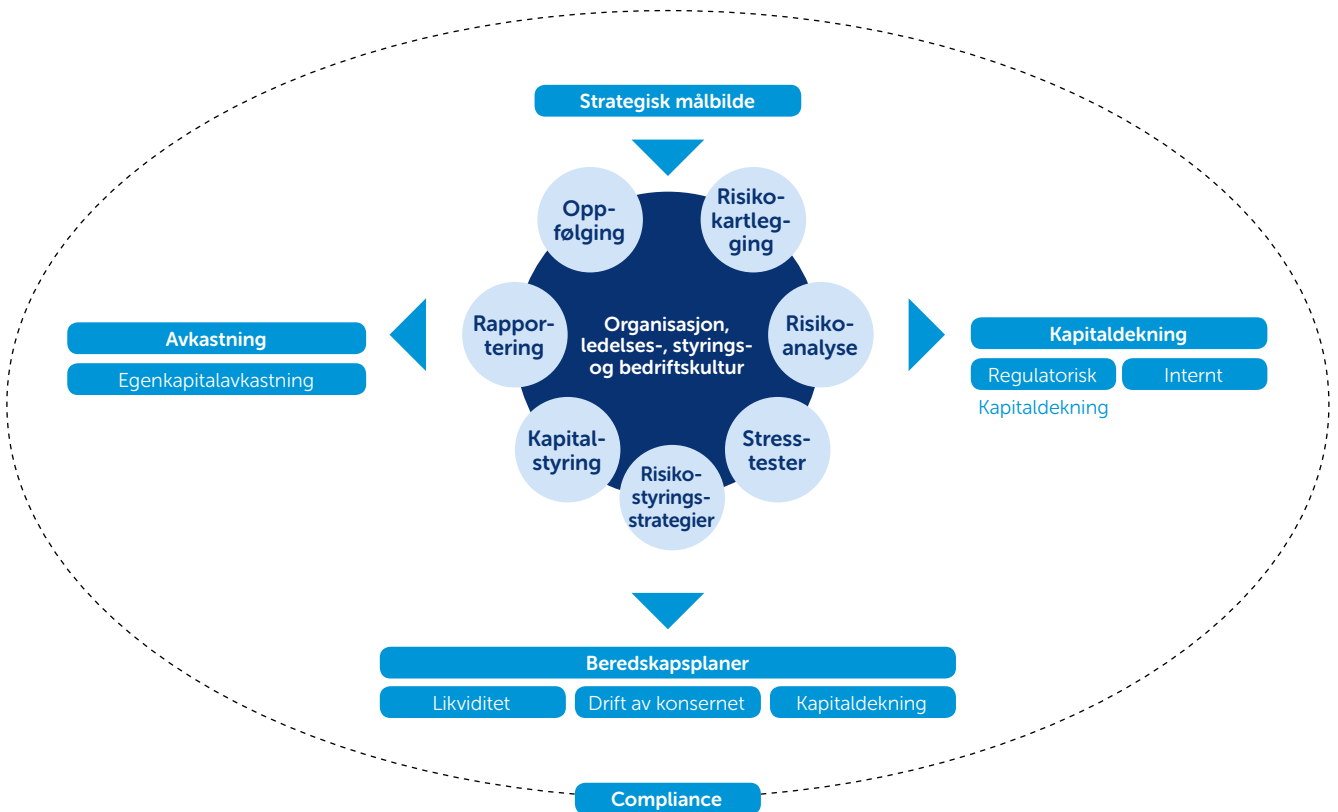 Strategisk målbilde
Opp-
følging
Risiko-
kartleg-
ging
Rappor-
tering
Organisasjon,
ledelses-, styrings-
og bedriftskultur
Risiko-
analyse
Avkastning
Egenkapitalavkastning
Kapitaldekning
Regulatorisk
Internt
Kapitaldekning
Kapital-
styring
Risiko-
styrings-
strategier
Stress-
tester
Beredskapsplaner
Likviditet
Drift av konsernet
Kapitaldekning
Compliance